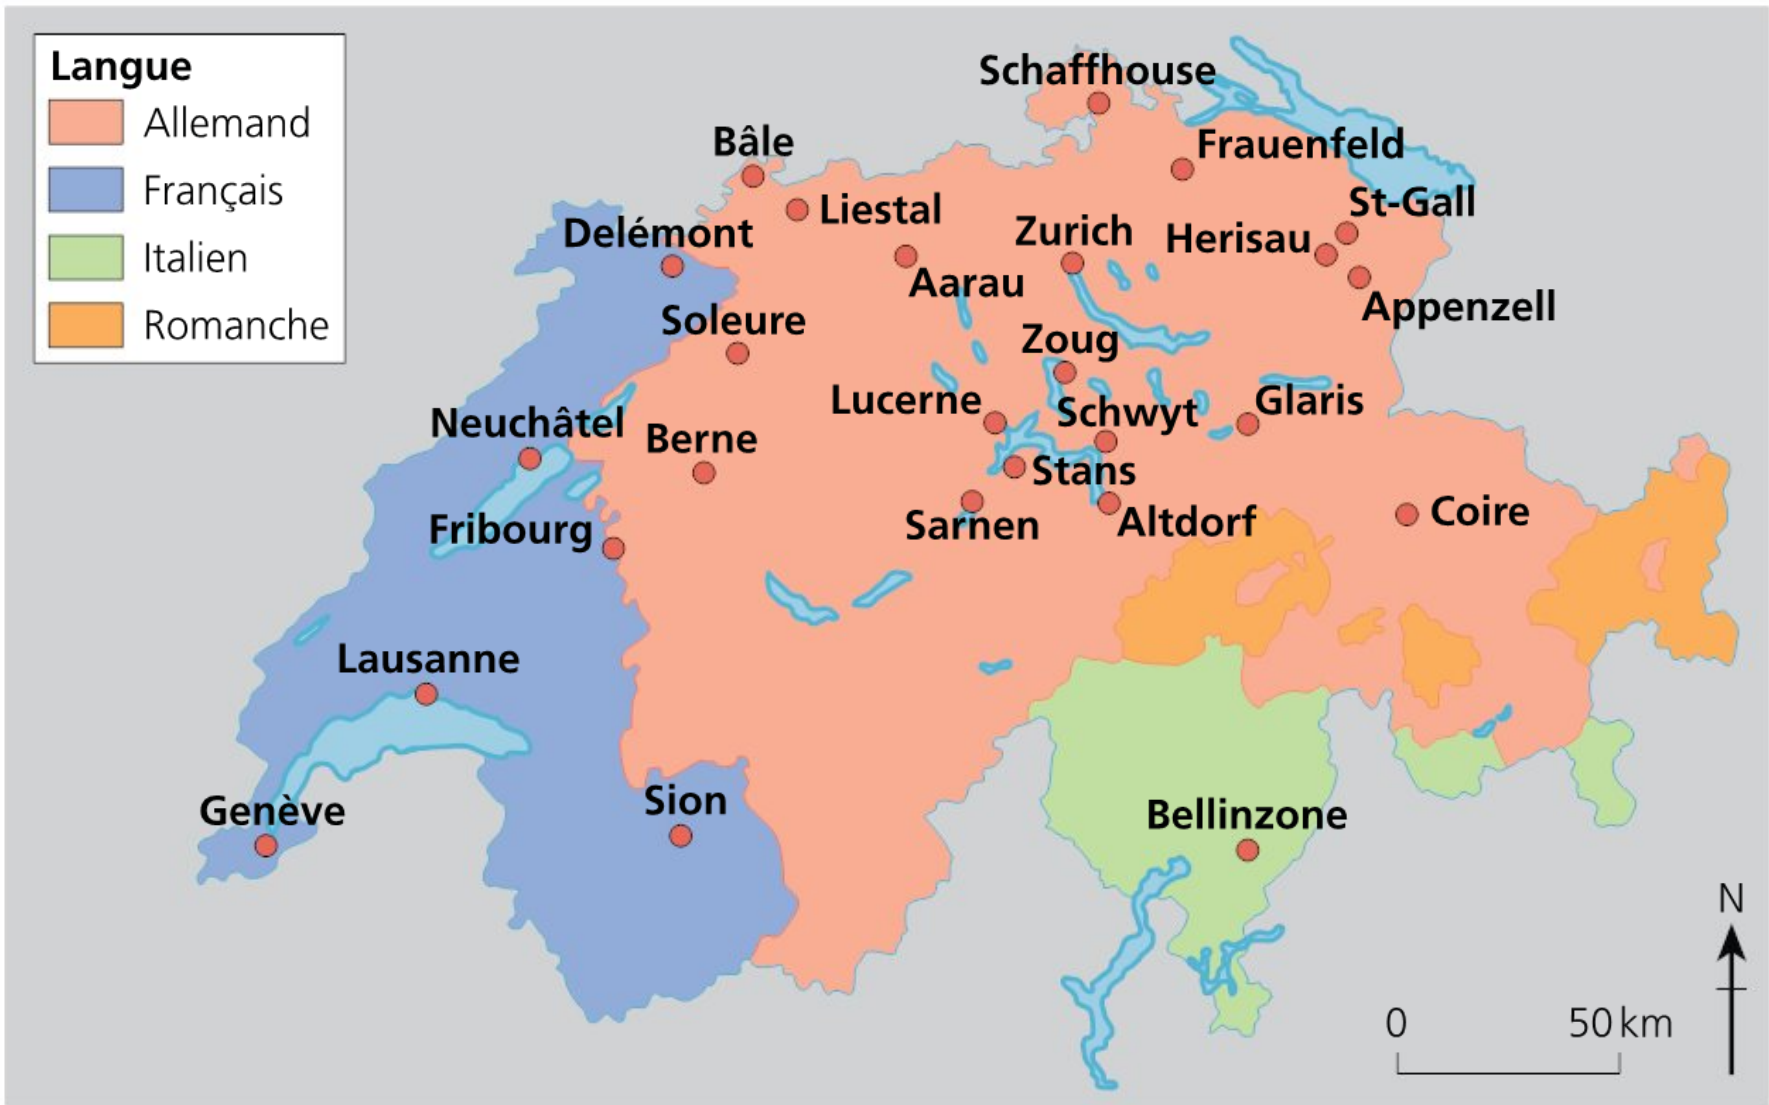 Langue
Allemand
Français
Italien
Romanche
Schaffhouse
Bâle
Frauenfeld
Liestal
St-Gall
Delémont
Zurich
Herisau
Aarau
Appenzell
Soleure
Zoug
Lucerne
Schwyt
Glaris
Neuchâtel
Berne
Stans
Fribourg
Sarnen
Altdorf
Coire
Lausanne
Genève
Sion
Bellinzone
N
0 50 km